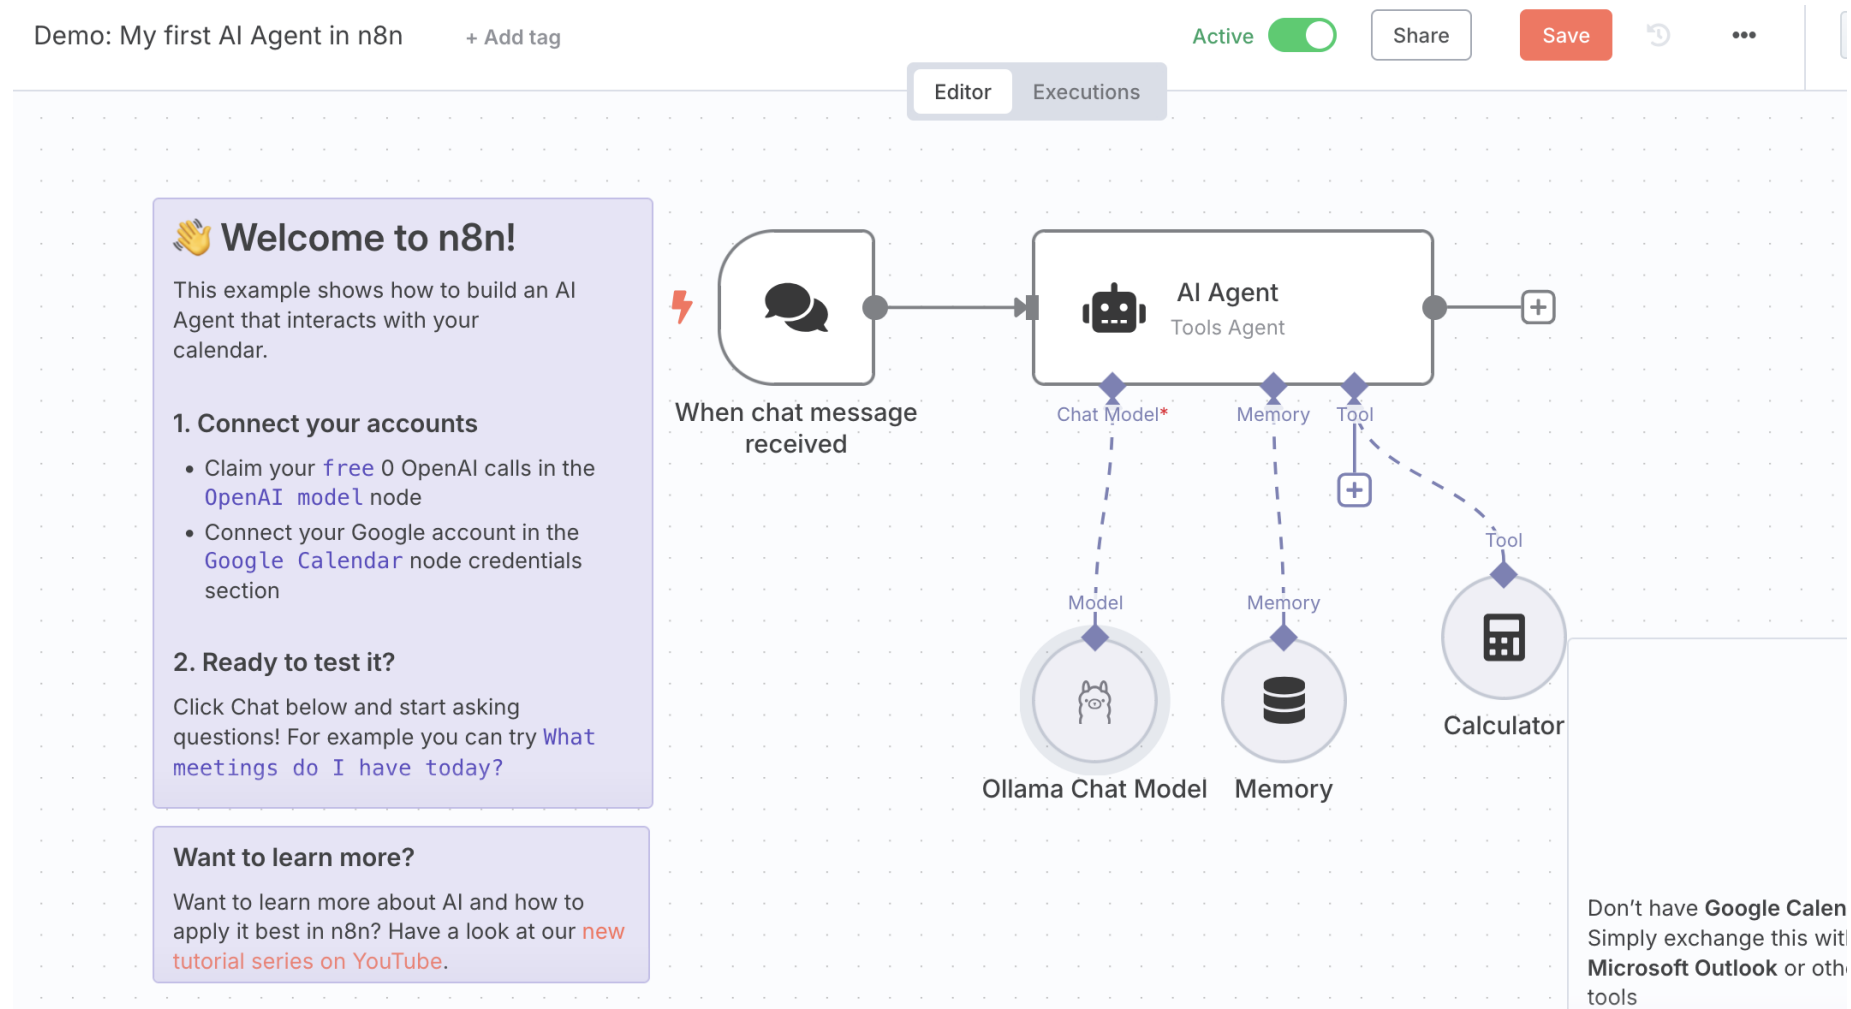 Demo: My first AI Agent in n8n
+ Add tag
Active
Share
Save
Editor
Executions
👋 Welcome to n8n!
This example shows how to build an AI
Agent that interacts with your
calendar.
1. Connect your accounts
• Claim your free 0 OpenAI calls in the
OpenAI model node
• Connect your Google account in the
Google Calendar node credentials
section
2. Ready to test it?
Click Chat below and start asking
questions! For example you can try What
meetings do I have today?
Want to learn more?
Want to learn more about AI and how to
apply it best in n8n? Have a look at our new
tutorial series on YouTube.
When chat message
received
AI Agent
Tools Agent
Chat Model*
Memory
Tool
Model
Memory
Tool
Ollama Chat Model
Memory
Calculator
Don’t have Google Calen
Simply exchange this wit
Microsoft Outlook or oth
tools